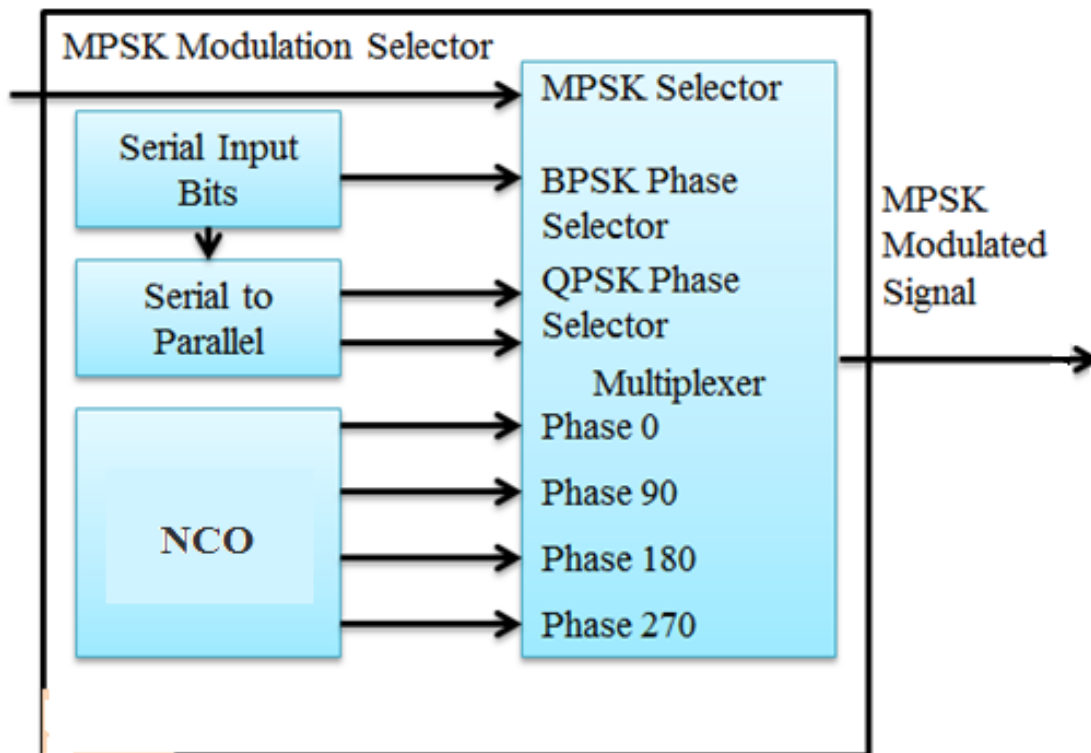 MPSK Modulation Selector
MPSK Selector
Serial Input
Bits
BPSK Phase
Selector
Serial to
Parallel
QPSK Phase
Selector
Multiplexer
NCO
Phase 0
Phase 90
Phase 180
Phase 270
MPSK
Modulated
Signal